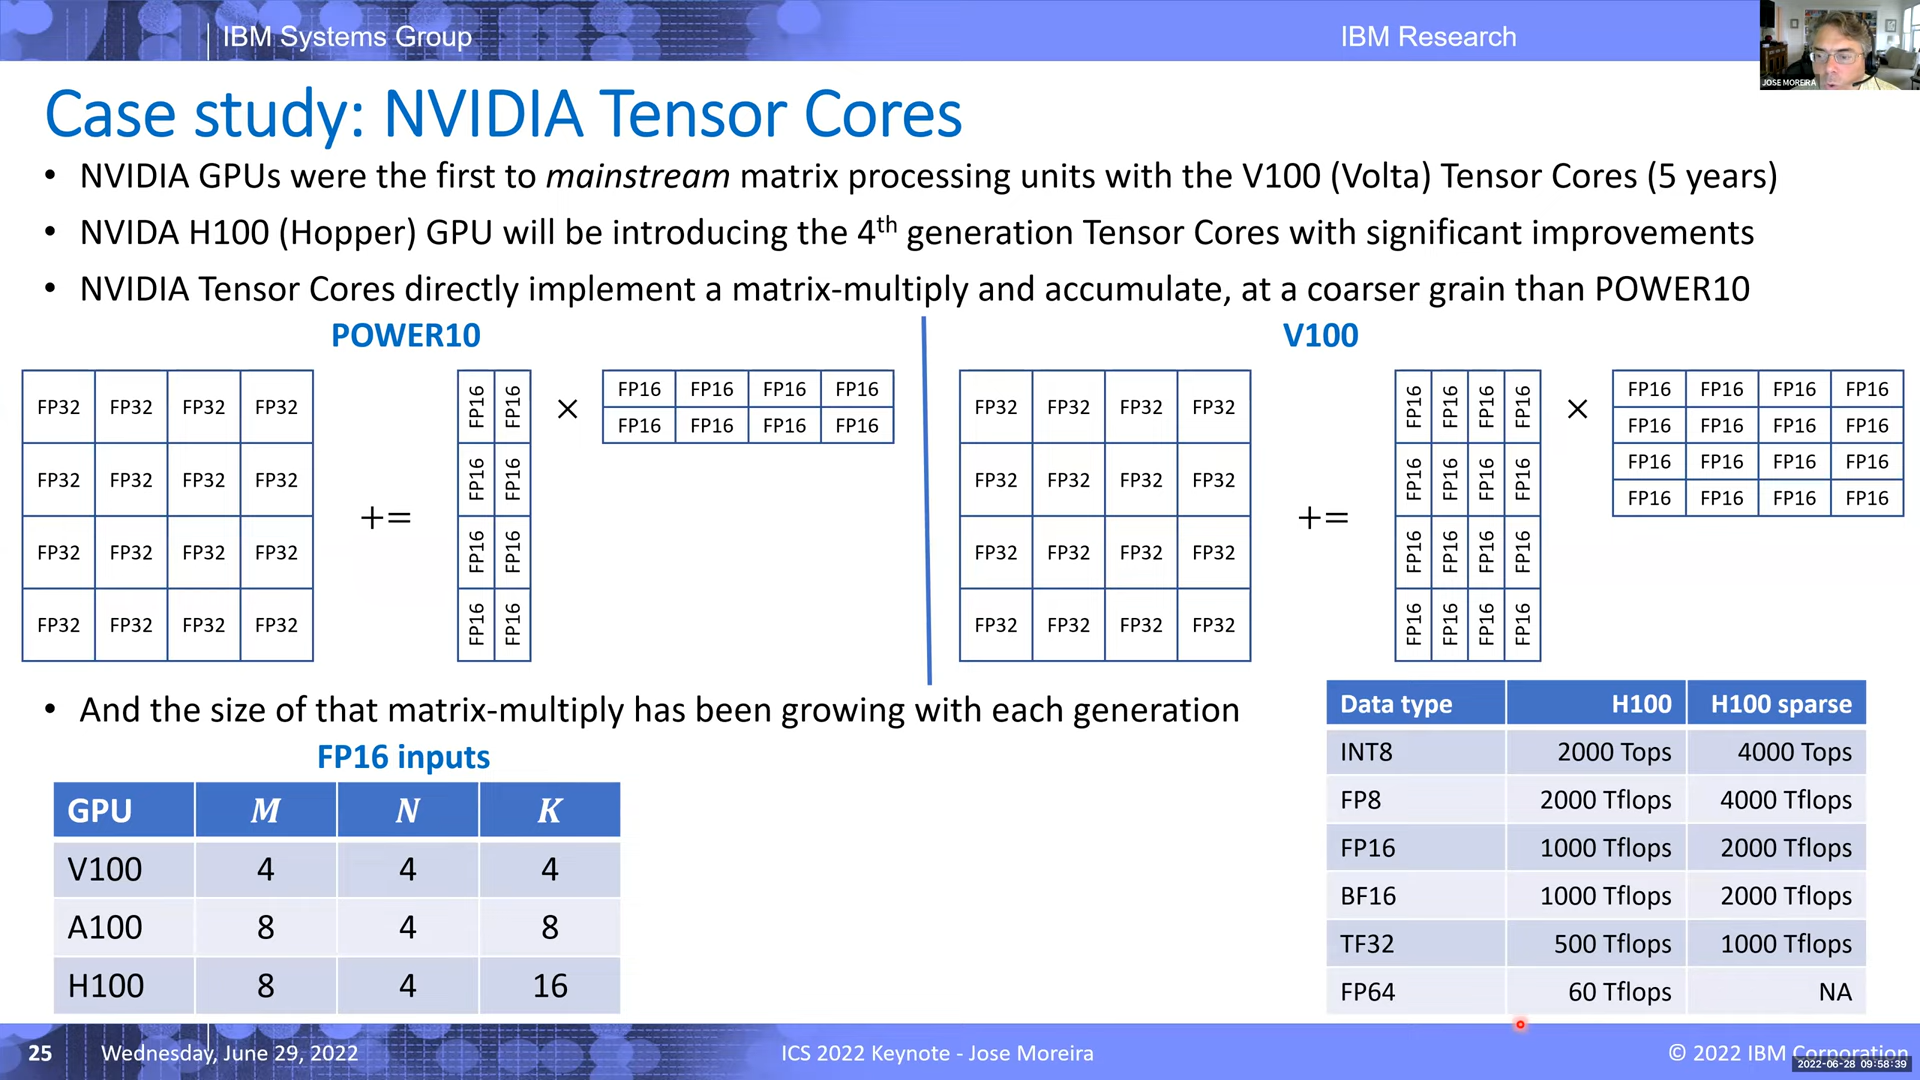 IBM Systems Group
IBM Research
JOSE MOREIRA
Case study: NVIDIA Tensor Cores
• NVIDIA GPUs were the first to mainstream matrix processing units with the V100 (Volta) Tensor Cores (5 years)
• NVIDA H100 (Hopper) GPU will be introducing the 4th generation Tensor Cores with significant improvements
• NVIDIA Tensor Cores directly implement a matrix-multiply and accumulate, at a coarser grain than POWER10
POWER10
FP32 FP32 FP32 FP32
FP32 FP32 FP32 FP32
FP32 FP32 FP32 FP32
FP32 FP32 FP32 FP32
+=
FP16 FP16
FP16 FP16
FP16 FP16
FP16 FP16
×
FP16 FP16 FP16 FP16
FP16 FP16 FP16 FP16
V100
FP32 FP32 FP32 FP32
FP32 FP32 FP32 FP32
FP32 FP32 FP32 FP32
FP32 FP32 FP32 FP32
+=
FP16 FP16 FP16 FP16
FP16 FP16 FP16 FP16
FP16 FP16 FP16 FP16
FP16 FP16 FP16 FP16
×
FP16 FP16 FP16 FP16
FP16 FP16 FP16 FP16
FP16 FP16 FP16 FP16
FP16 FP16 FP16 FP16
• And the size of that matrix-multiply has been growing with each generation
FP16 inputs
GPU M N K
V100 4 4 4
A100 8 4 8
H100 8 4 16
Data type H100 H100 sparse
INT8 2000 Tops 4000 Tops
FP8 2000 Tflops 4000 Tflops
FP16 1000 Tflops 2000 Tflops
BF16 1000 Tflops 2000 Tflops
TF32 500 Tflops 1000 Tflops
FP64 60 Tflops NA
25 Wednesday, June 29, 2022
ICS 2022 Keynote - Jose Moreira
© 2022 IBM Corporation
2022-06-28 09:58:39